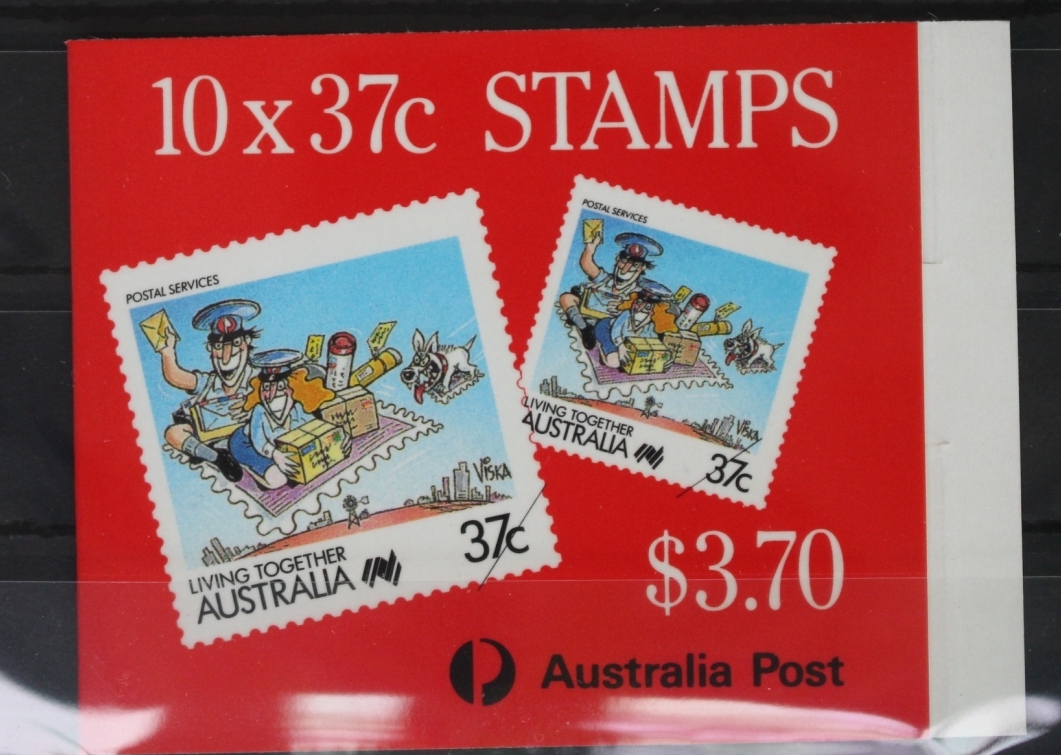 10 x 37c STAMPS
POSTAL SERVICES
VISKA
37c
LIVING TOGETHER
AUSTRALIA
POSTAL SERVICES
VISKA
LIVING TOGETHER
AUSTRALIA
37c
$3.70
Australia Post